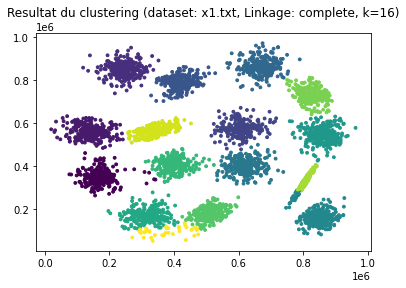 Resultat du clustering (dataset: x1.txt, Linkage: complete, k=16)
1e6
1.0
0.8
0.6
0.4
0.2
0.0 0.2 0.4 0.6 0.8 1.0
1e6